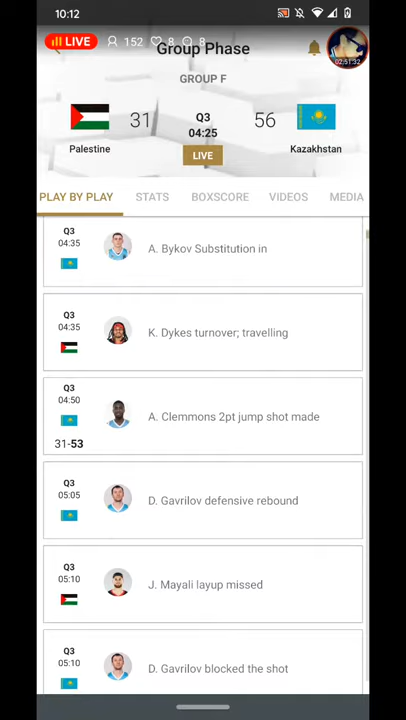 10:12
LIVE 152 8 8
Group Phase
02:51:32
GROUP F
31 Q3 56
04:25
Palestine LIVE Kazakhstan
PLAY BY PLAY STATS BOXSCORE VIDEOS MEDIA
Q3
04:35
A. Bykov Substitution in
Q3
04:35
K. Dykes turnover; travelling
Q3
04:50
A. Clemmons 2pt jump shot made
31-53
Q3
05:05
D. Gavrilov defensive rebound
Q3
05:10
J. Mayali layup missed
Q3
05:10
D. Gavrilov blocked the shot